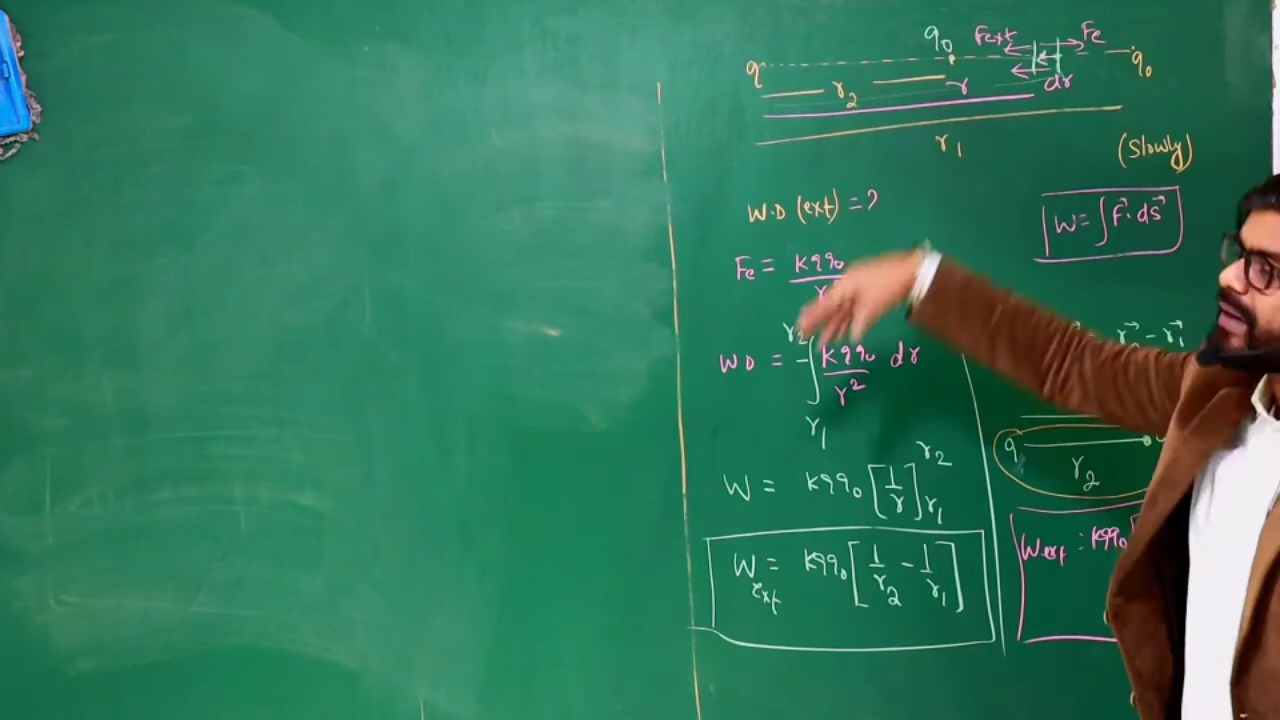 q₀ Fext Fe
q q₀
r₂ r dr
r₁
(Slowly)
W.D (ext) = ?
W = ∫F⃗·ds⃗
Fe = Kqq₀/r
WD = -∫ r₁ r₂ Kqq₀/r² dr
r₂⃗ - r₁⃗
W = Kqq₀ [1/r] r₁ r₂
q
r₂
W ext = Kqq₀ [1/r₂ - 1/r₁]
Wext = Kqq₀